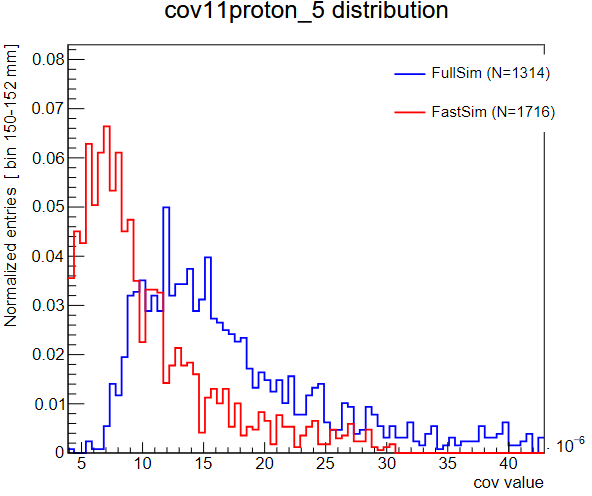 cov11proton_5 distribution
Normalized entries [ bin 150-152 mm]
0.08
0.07
0.06
0.05
0.04
0.03
0.02
0.01
0
FullSim (N=1314)
FastSim (N=1716)
5 10 15 20 25 30 35 40
·10⁻⁶
cov value